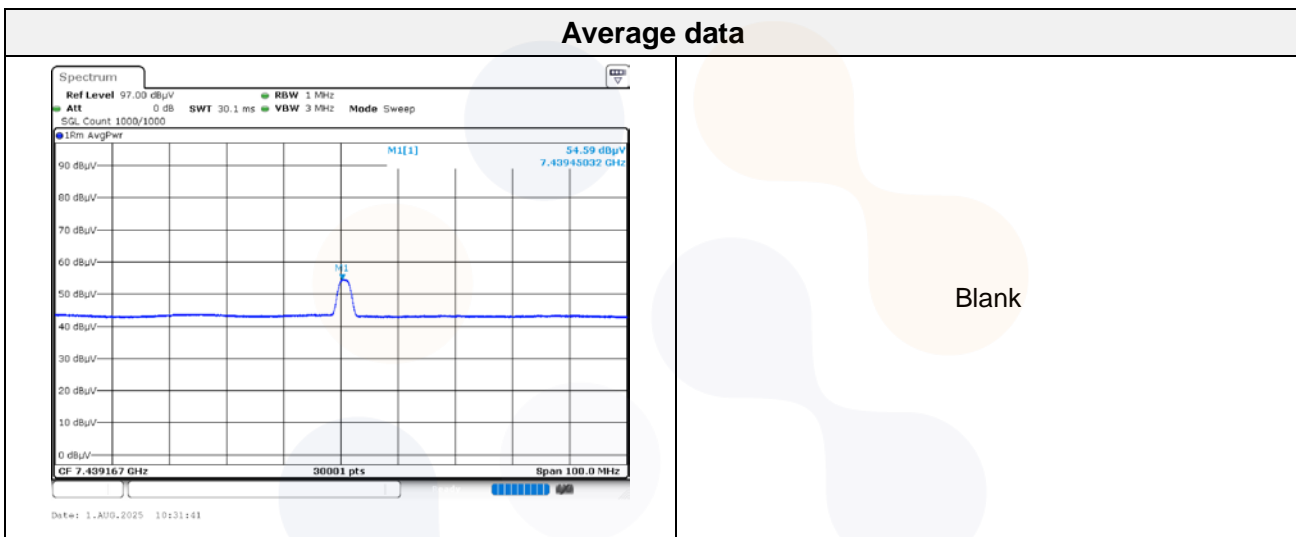 Average data
Spectrum
Ref Level 97.00 dBµV RBW 1 MHz
Att 0 dB SWT 30.1 ms VBW 3 MHz Mode Sweep
SGL Count 1000/1000
1Rm AvgPwr
M1[1] 54.59 dBµV
7.43945032 GHz
90 dBµV
80 dBµV
70 dBµV
60 dBµV
M1
50 dBµV
40 dBµV
30 dBµV
20 dBµV
10 dBµV
0 dBµV
CF 7.439167 GHz 30001 pts Span 100.0 MHz
Date: 1.AUG.2025 10:31:41
Blank